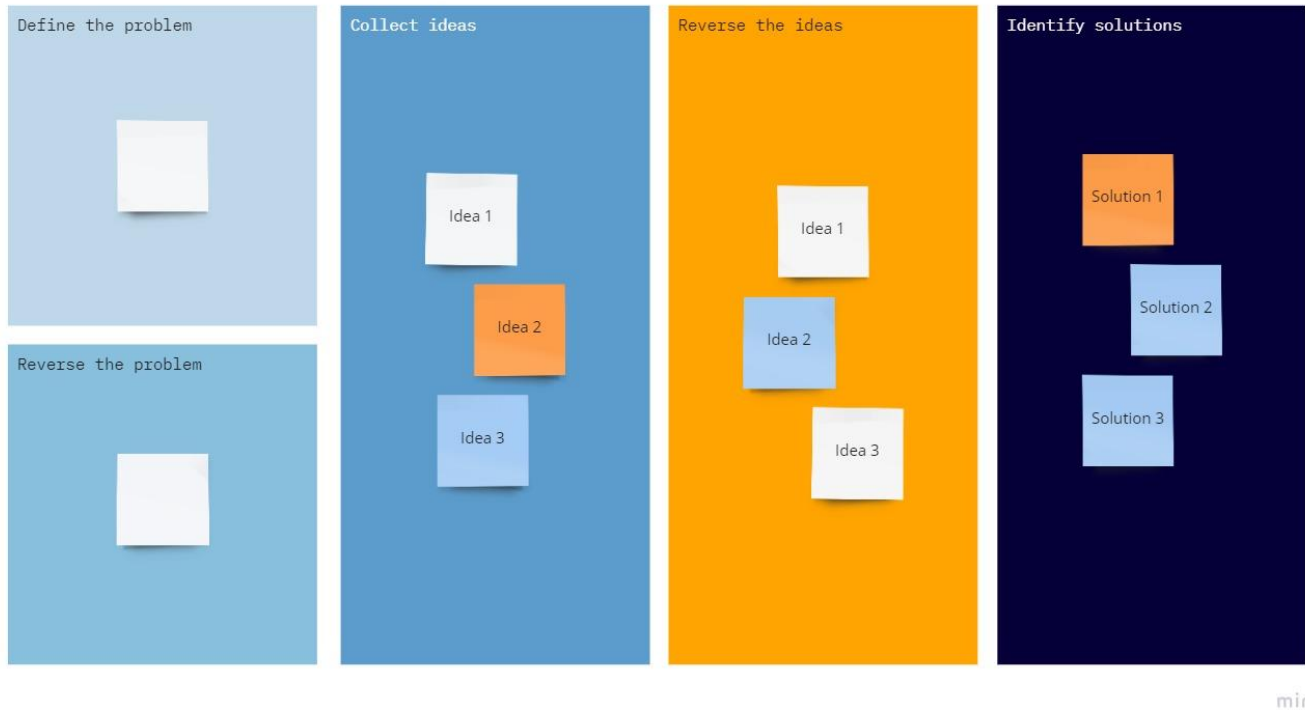 Define the problem
Reverse the problem
Collect ideas
Idea 1
Idea 2
Idea 3
Reverse the ideas
Idea 1
Idea 2
Idea 3
Identify solutions
Solution 1
Solution 2
Solution 3